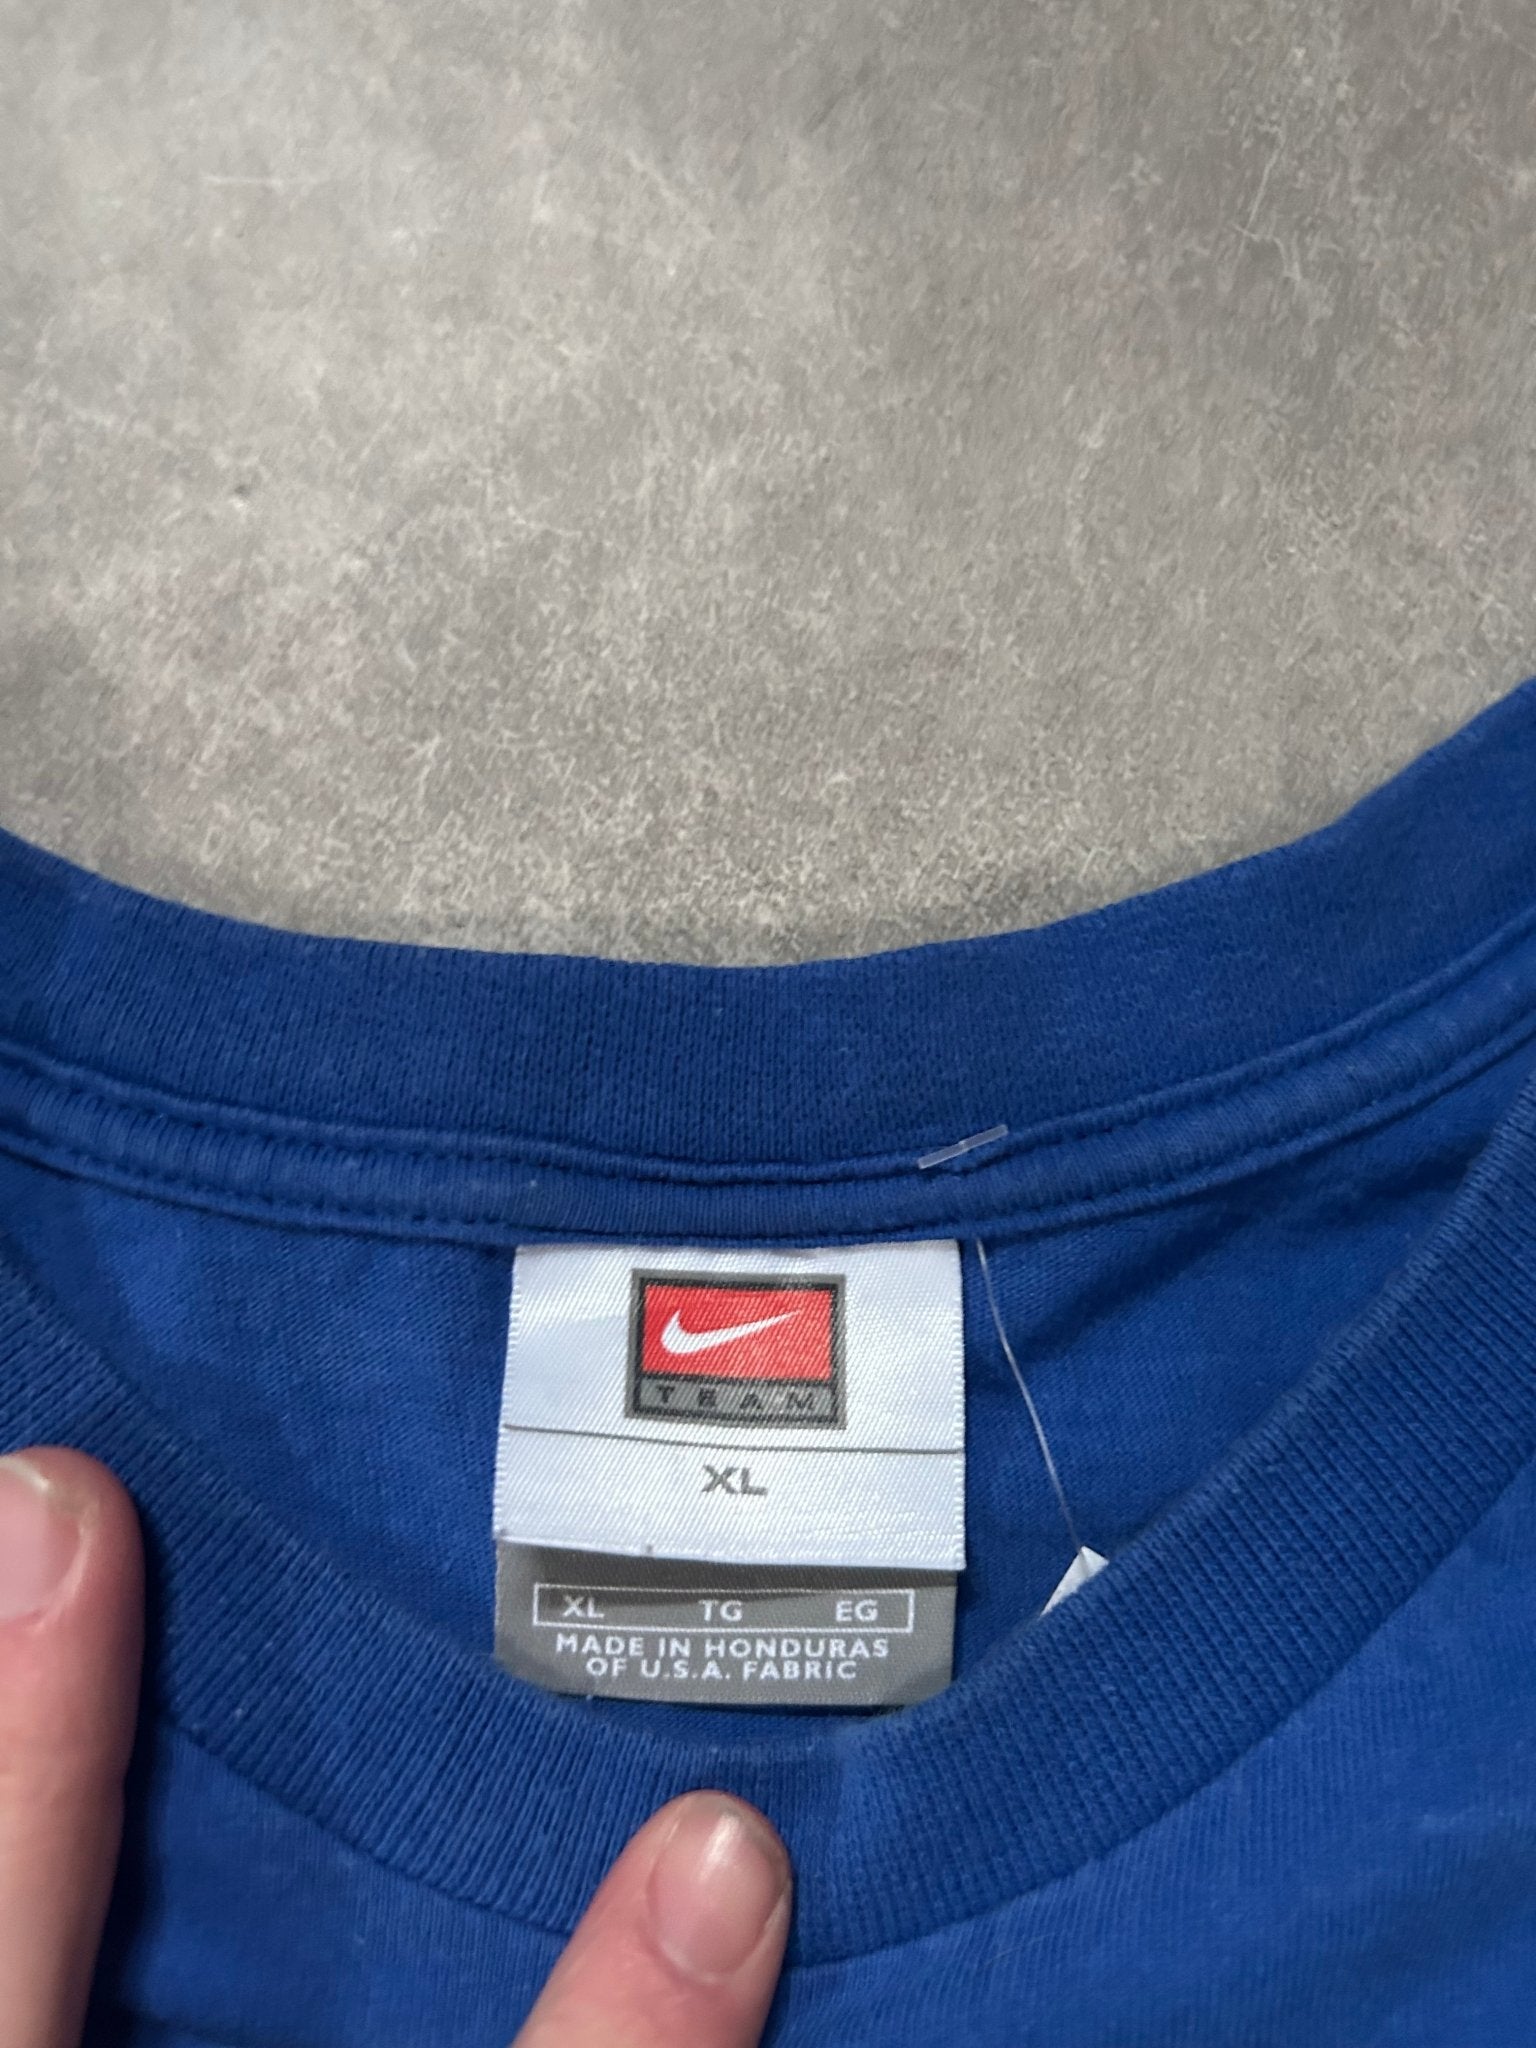 TEAM
XL
XL TG EG
MADE IN HONDURAS
OF U.S.A. FABRIC